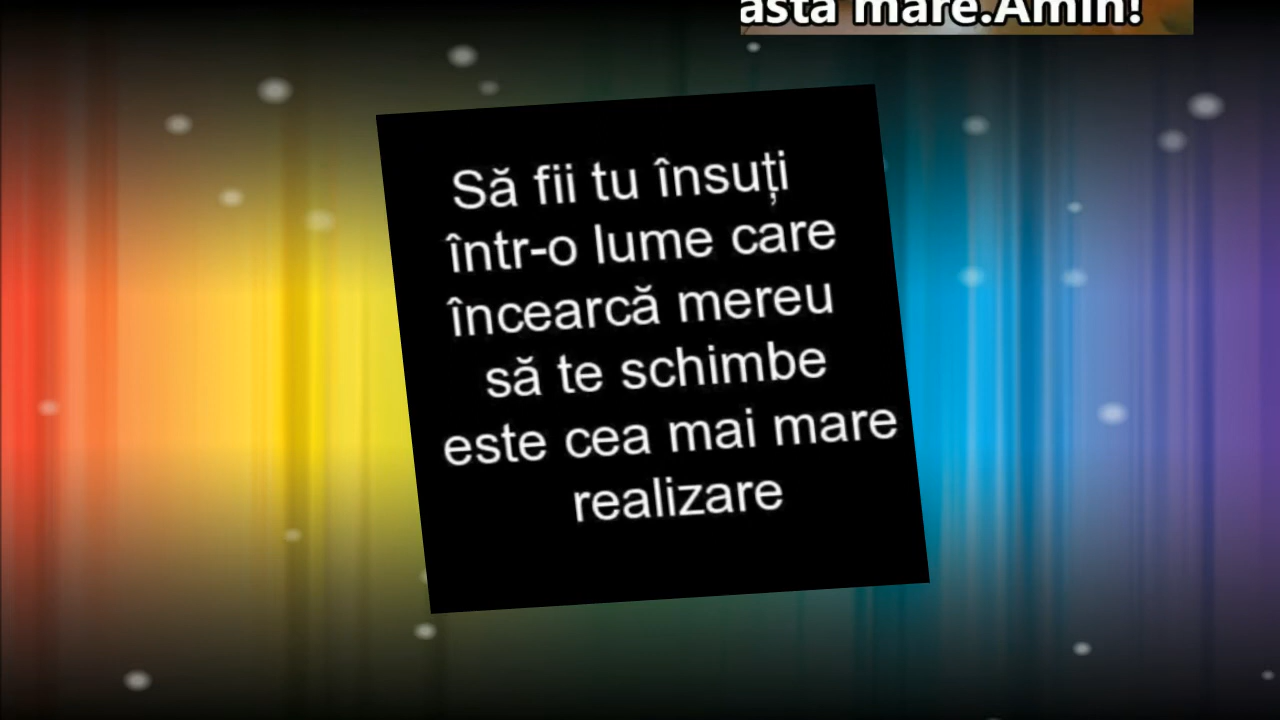 asta mare.Amin!
Să fii tu însuți
într-o lume care
încearcă mereu
să te schimbe
este cea mai mare
realizare